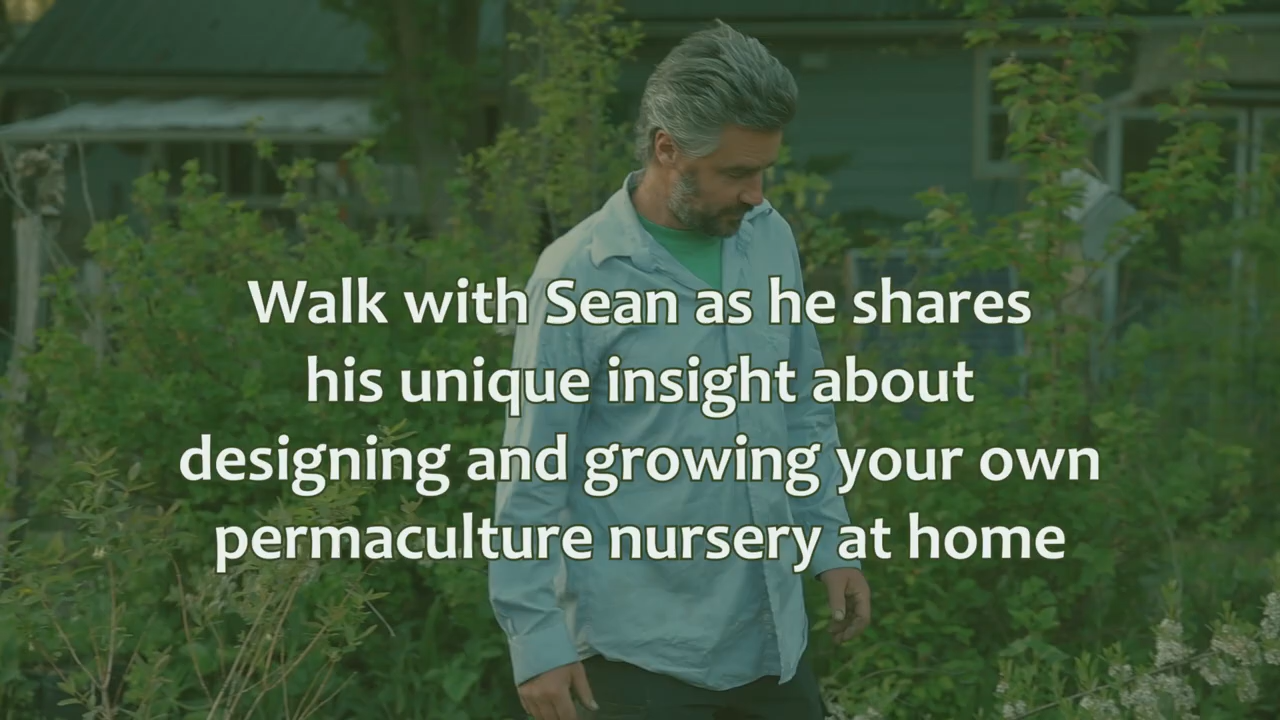 Walk with Sean as he shares
his unique insight about
designing and growing your own
permaculture nursery at home